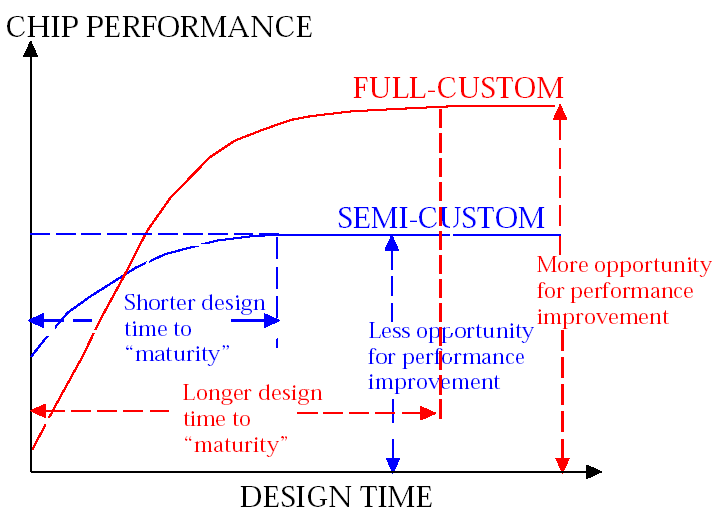 CHIP PERFORMANCE
FULL-CUSTOM
SEMI-CUSTOM
More opportunity
for performance
improvement
Shorter design
time to
“maturity”
Less opportunity
for performance
improvement
Longer design
time to
“maturity”
DESIGN TIME